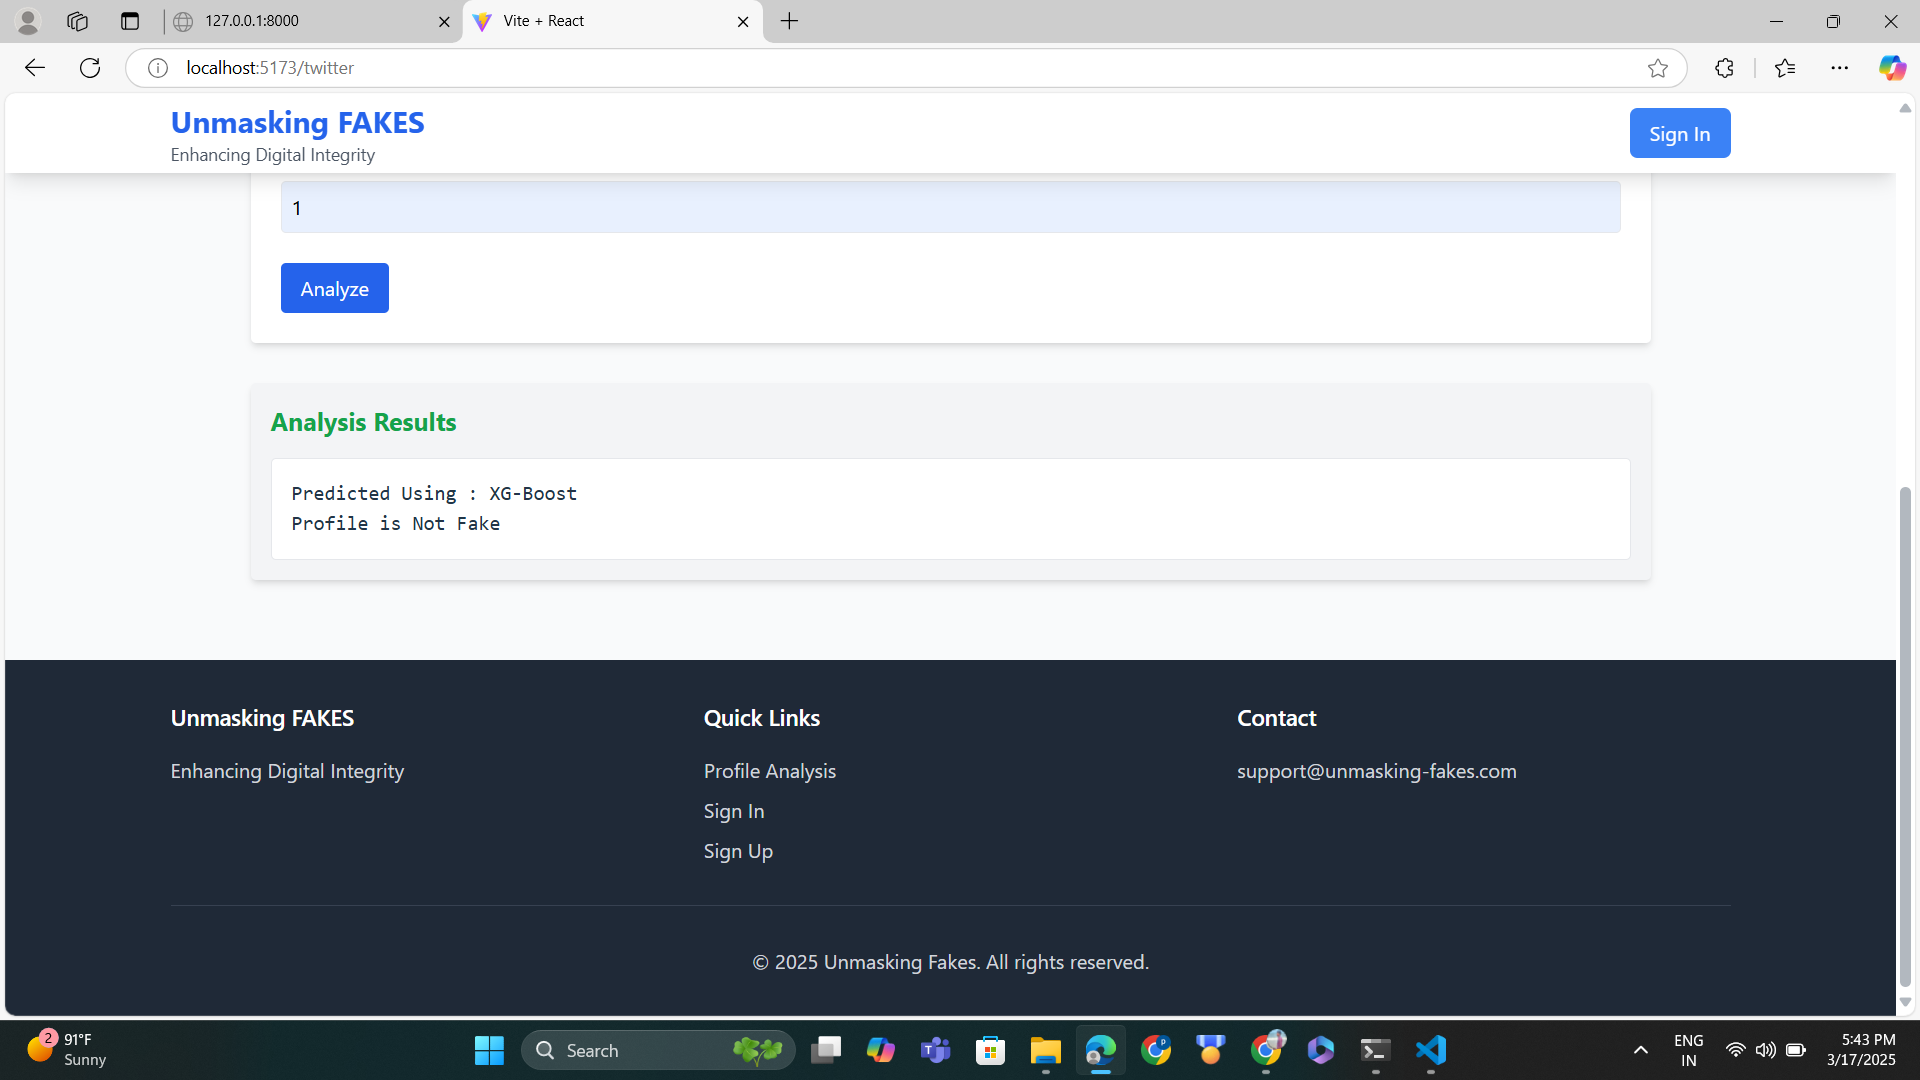 127.0.0.1:8000
Vite + React
localhost:5173/twitter
Unmasking FAKES
Enhancing Digital Integrity
Sign In
1
Analyze
Analysis Results
Predicted Using : XG-Boost
Profile is Not Fake
Unmasking FAKES
Enhancing Digital Integrity
Quick Links
Profile Analysis
Sign In
Sign Up
Contact
support@unmasking-fakes.com
© 2025 Unmasking Fakes. All rights reserved.
2
91°F
Sunny
Search
ENG
IN
5:43 PM
3/17/2025